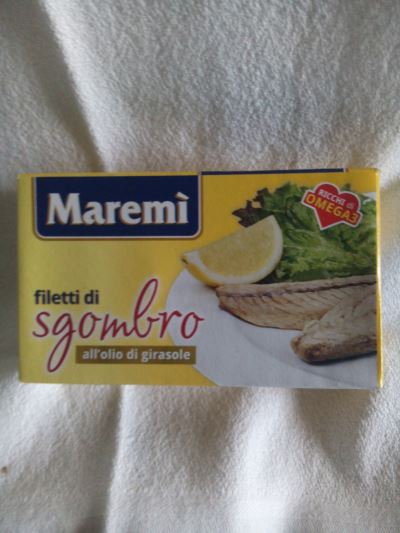 Maremì
RICCHI di
OMEGA3
filetti di
sgombro
all'olio di girasole